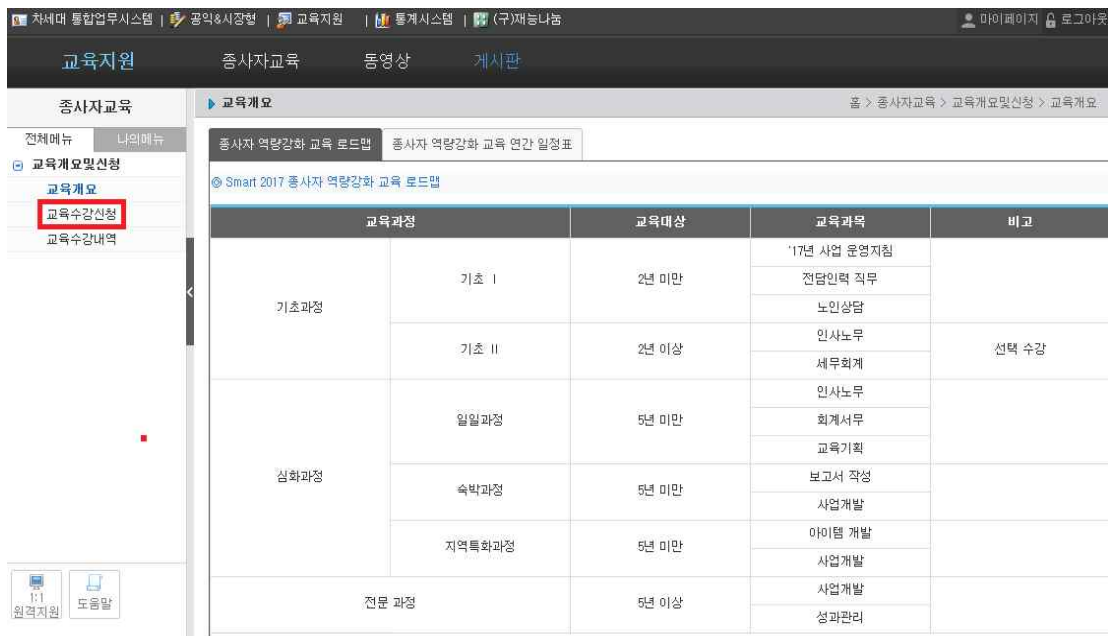 차세대 통합업무시스템 | 공익&시장형 | 교육지원 | 통계시스템 | (구)재능나눔 마이페이지 로그아웃
교육지원 종사자교육 동영상 게시판
종사자교육
전체메뉴 나의메뉴
교육개요및신청
교육개요
교육수강신청
교육수강내역
1:1
원격지원
도움말
교육개요 홈 > 종사자교육 > 교육개요및신청 > 교육개요
종사자 역량강화 교육 로드맵 종사자 역량강화 교육 연간 일정표
Smart 2017 종사자 역량강화 교육 로드맵
교육과정 교육대상 교육과목 비고
기초과정 기초 Ⅰ 2년 미만 '17년 사업 운영지침
전담인력 직무
노인상담
기초 Ⅱ 2년 이상 인사노무 선택 수강
세무회계
심화과정 일일과정 5년 미만 인사노무
회계서무
교육기획
숙박과정 5년 미만 보고서 작성
사업개발
지역특화과정 5년 미만 아이템 개발
사업개발
전문 과정 5년 이상 사업개발
성과관리